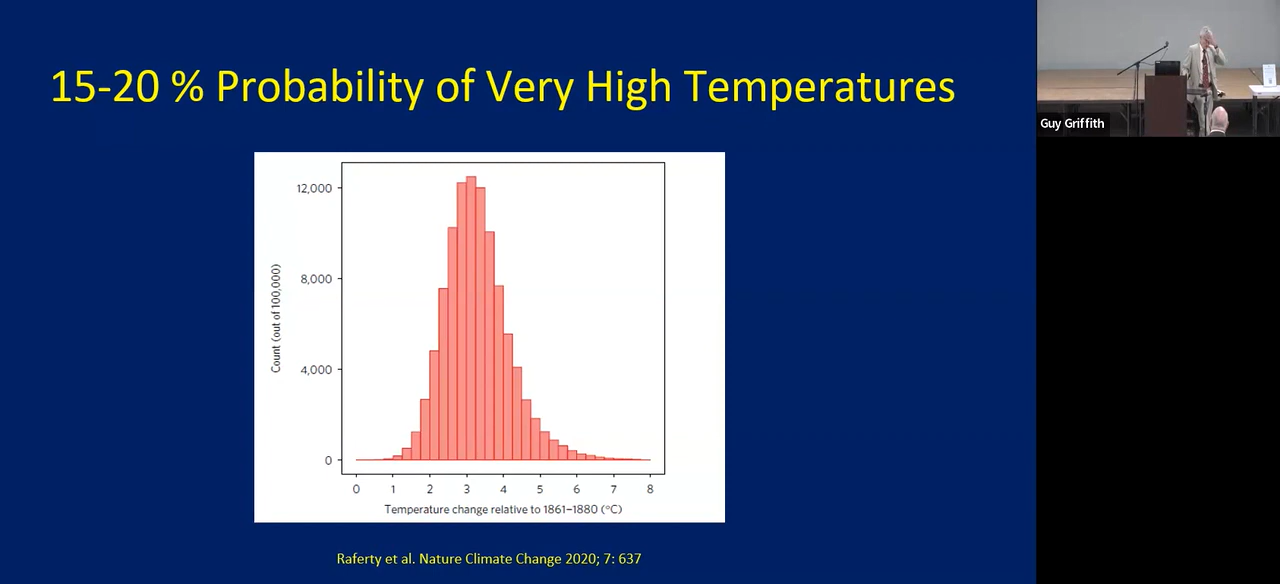 15-20 % Probability of Very High Temperatures
Guy Griffith
12,000
8,000
4,000
0
Count (out of 100,000)
0 1 2 3 4 5 6 7 8
Temperature change relative to 1861–1880 (°C)
Raferty et al. Nature Climate Change 2020; 7: 637